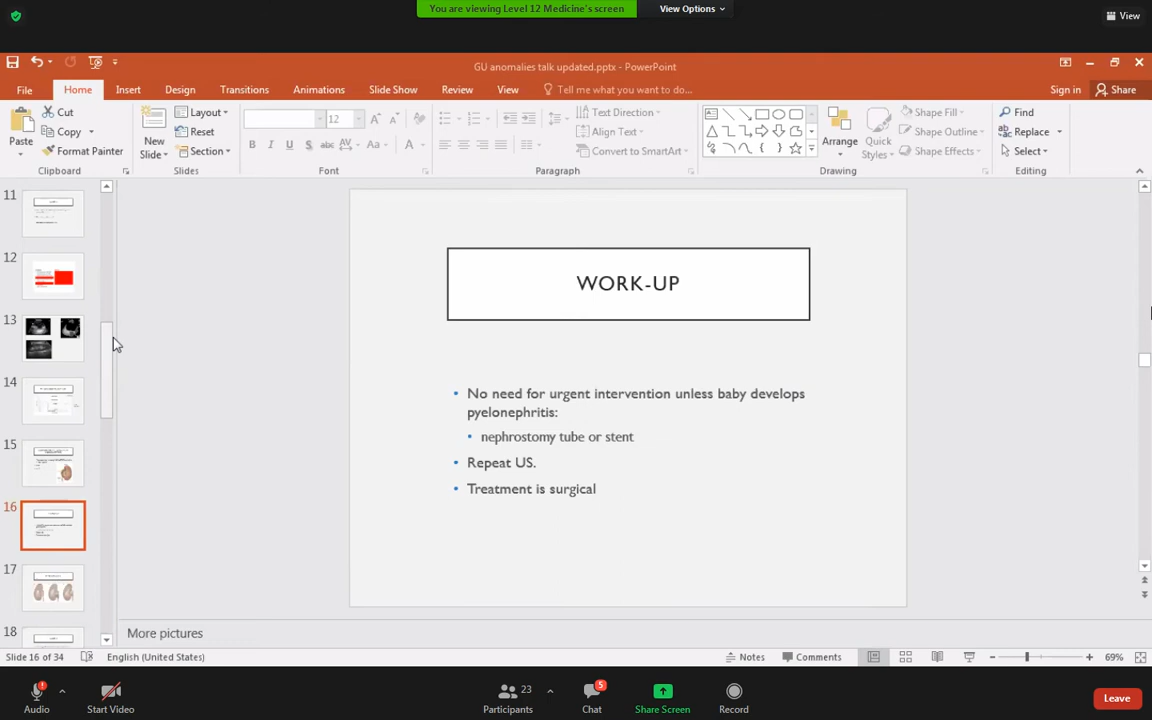 You are viewing Level 12 Medicine's screen
View Options
View
GU anomalies talk updated.pptx - PowerPoint
File Home Insert Design Transitions Animations Slide Show Review View Tell me what you want to do... Sign in Share
Paste
Cut
Copy
Format Painter
Clipboard
New Slide
Layout
Reset
Section
Slides
12
B I U S abc AV Aa A
Font
Text Direction
Align Text
Convert to SmartArt
Paragraph
Arrange
Quick Styles
Shape Fill
Shape Outline
Shape Effects
Drawing
Find
Replace
Select
Editing
11
12
13
14
15
16
17
18
WORK-UP
• No need for urgent intervention unless baby develops
pyelonephritis:
• nephrostomy tube or stent
• Repeat US.
• Treatment is surgical
More pictures
Slide 16 of 34 English (United States) Notes Comments 69%
Audio
Start Video
Participants 23
Chat 5
Share Screen
Record
Leave